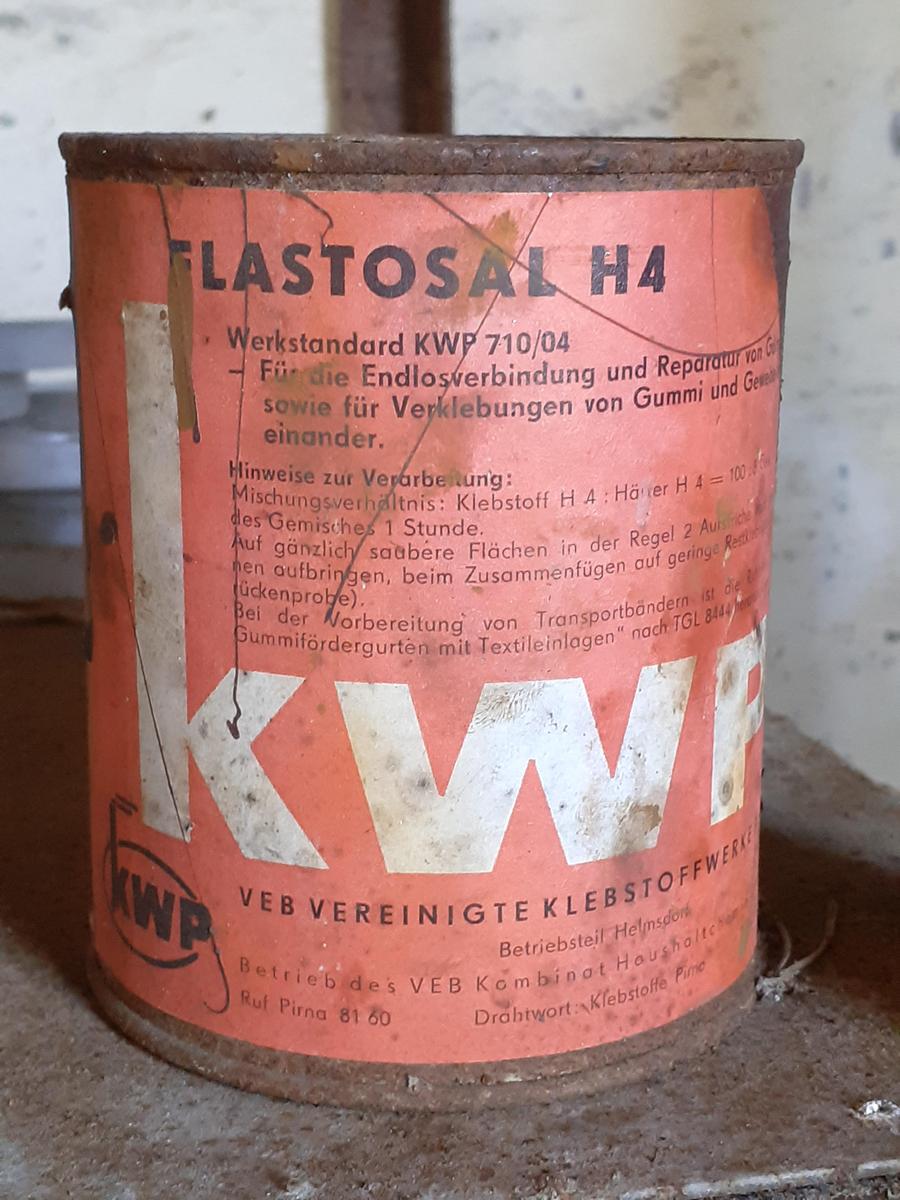 ELASTOSAL H4
Werkstandard KWP 710/04
– Für die Endlosverbindung und Reparatur von
sowie für Verklebungen von Gummi und
einander.
Hinweise zur Verarbeitung:
Mischungsverhältnis: Klebstoff H 4 : Härter H 4 = 100 : 8
des Gemisches 1 Stunde.
Auf gänzlich saubere Flächen in der Regel 2 Aufstriche
nen aufbringen, beim Zusammenfügen auf geringe
rückenprobe).
Bei der Vorbereitung von Transportbändern ist die
Gummifördergurten mit Textileinlagen" nach TGL 8444
KWP
KWP
VEB VEREINIGTE KLEBSTOFFWERKE
Betriebsteil Helmsdorf
Betrieb des VEB Kombinat
Ruf Pirna 81 60 Drahtwort: Klebstoffe Pirna